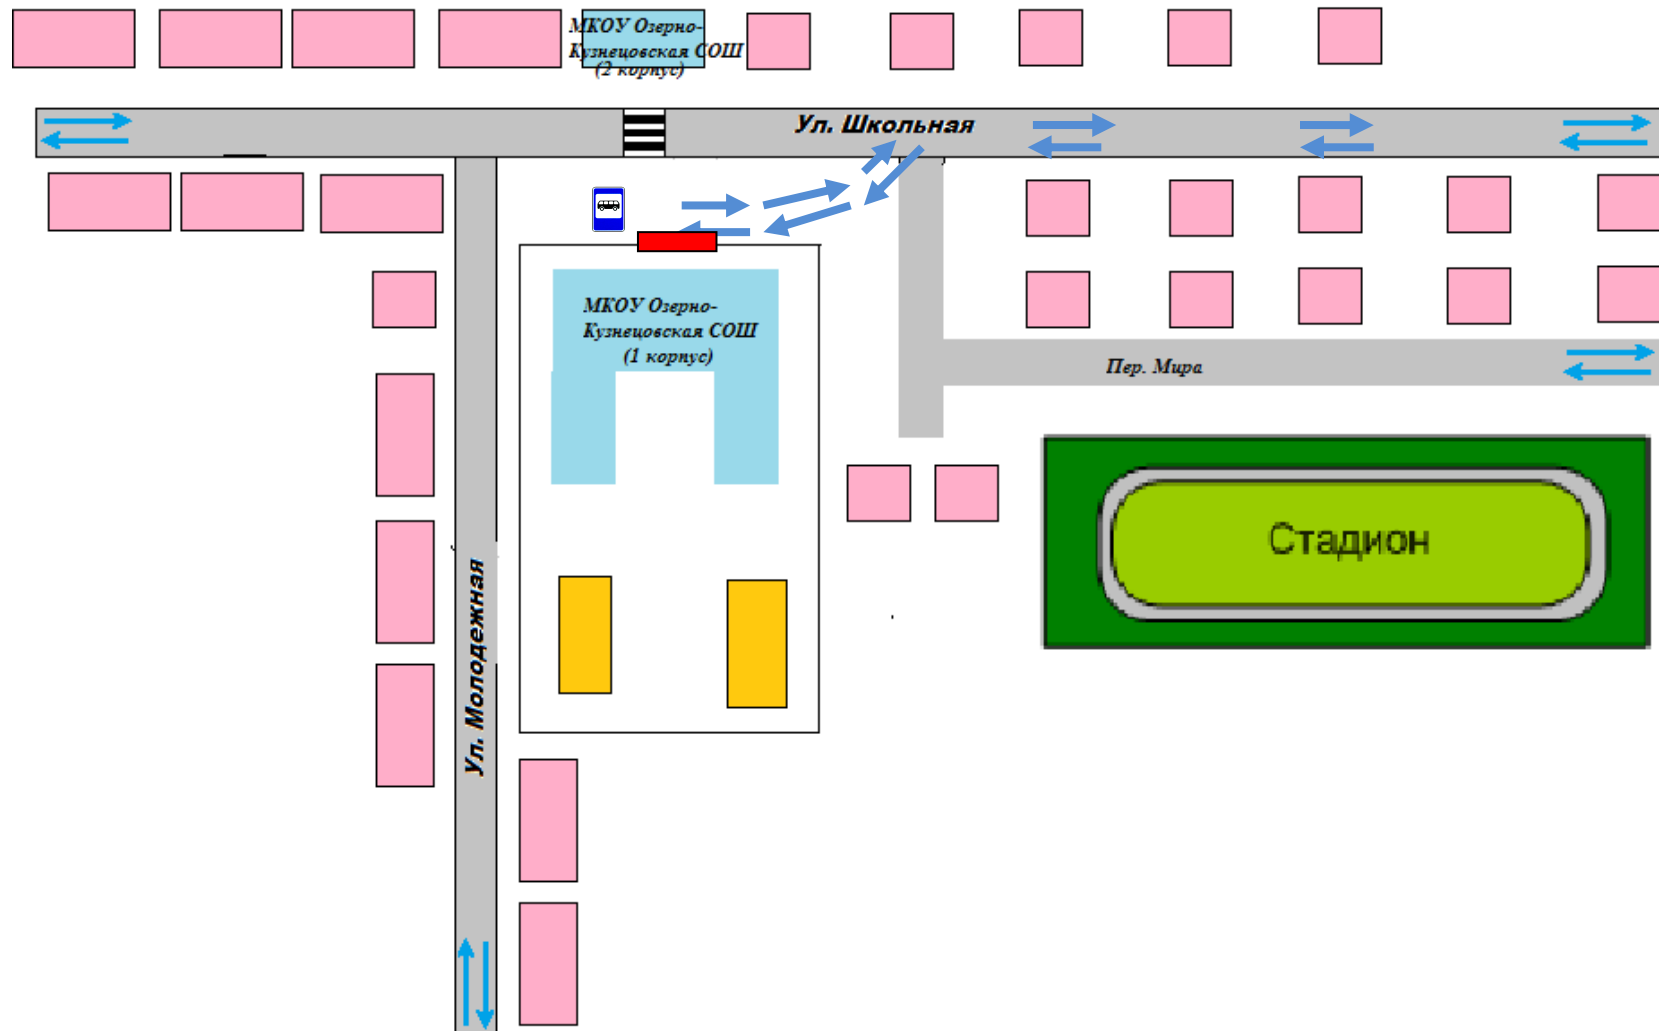 МКОУ Озерно-
Кузнецовская СОШ
(2 корпус)
Ул. Школьная
МКОУ Озерно-
Кузнецовская СОШ
(1 корпус)
Пер. Мира
Стадион
Ул. Молодежная